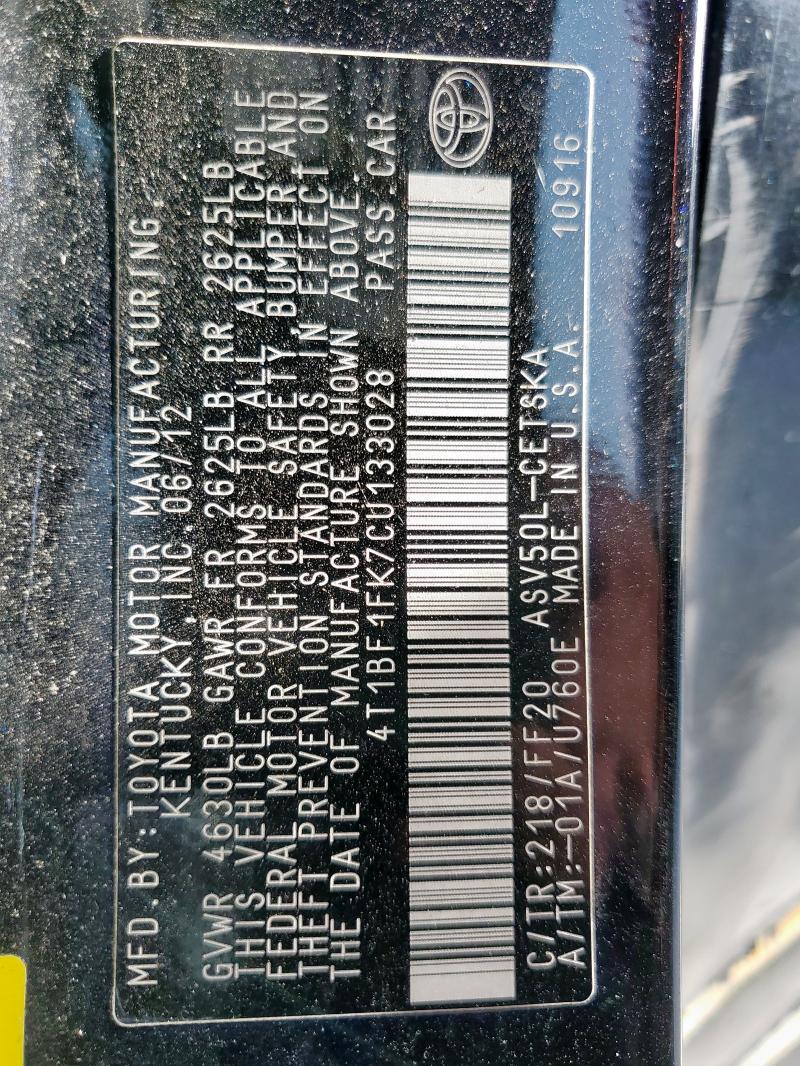 MFD.BY:TOYOTA MOTOR MANUFACTURING
KENTUCKY, INC.06/12
GVWR 4630LB GAWR FR 2625LB RR 2625LB
THIS VEHICLE CONFORMS TO ALL APPLICABLE
FEDERAL MOTOR VEHICLE SAFETY BUMPER AND
THEFT PREVENTION STANDARDS IN EFFECT ON
THE DATE OF MANUFACTURE SHOWN ABOVE.
4T1BF1FK7CU133028 PASS.CAR
C/TR:218/FF20 ASV50L-CETSKA
A/TM:-01A/U760E MADE IN U.S.A. 10916